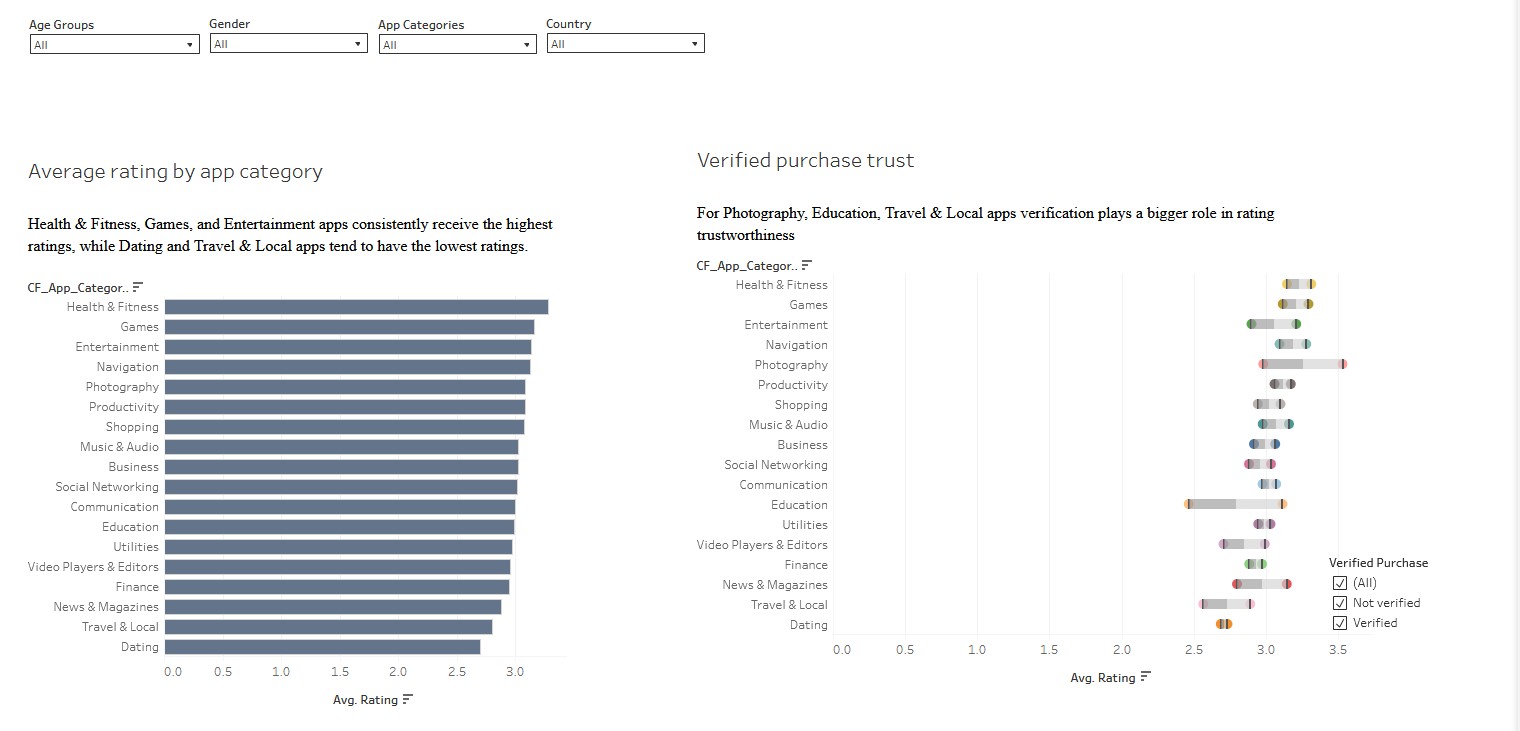 Age Groups
Gender
App Categories
Country
All
All
All
All
Average rating by app category
Health & Fitness, Games, and Entertainment apps consistently receive the highest
ratings, while Dating and Travel & Local apps tend to have the lowest ratings.
CF_App_Categor..
Health & Fitness
Games
Entertainment
Navigation
Photography
Productivity
Shopping
Music & Audio
Business
Social Networking
Communication
Education
Utilities
Video Players & Editors
Finance
News & Magazines
Travel & Local
Dating
0.0 0.5 1.0 1.5 2.0 2.5 3.0
Avg. Rating
Verified purchase trust
For Photography, Education, Travel & Local apps verification plays a bigger role in rating
trustworthiness
CF_App_Categor..
Health & Fitness
Games
Entertainment
Navigation
Photography
Productivity
Shopping
Music & Audio
Business
Social Networking
Communication
Education
Utilities
Video Players & Editors
Finance
News & Magazines
Travel & Local
Dating
0.0 0.5 1.0 1.5 2.0 2.5 3.0 3.5
Avg. Rating
Verified Purchase
(All)
Not verified
Verified